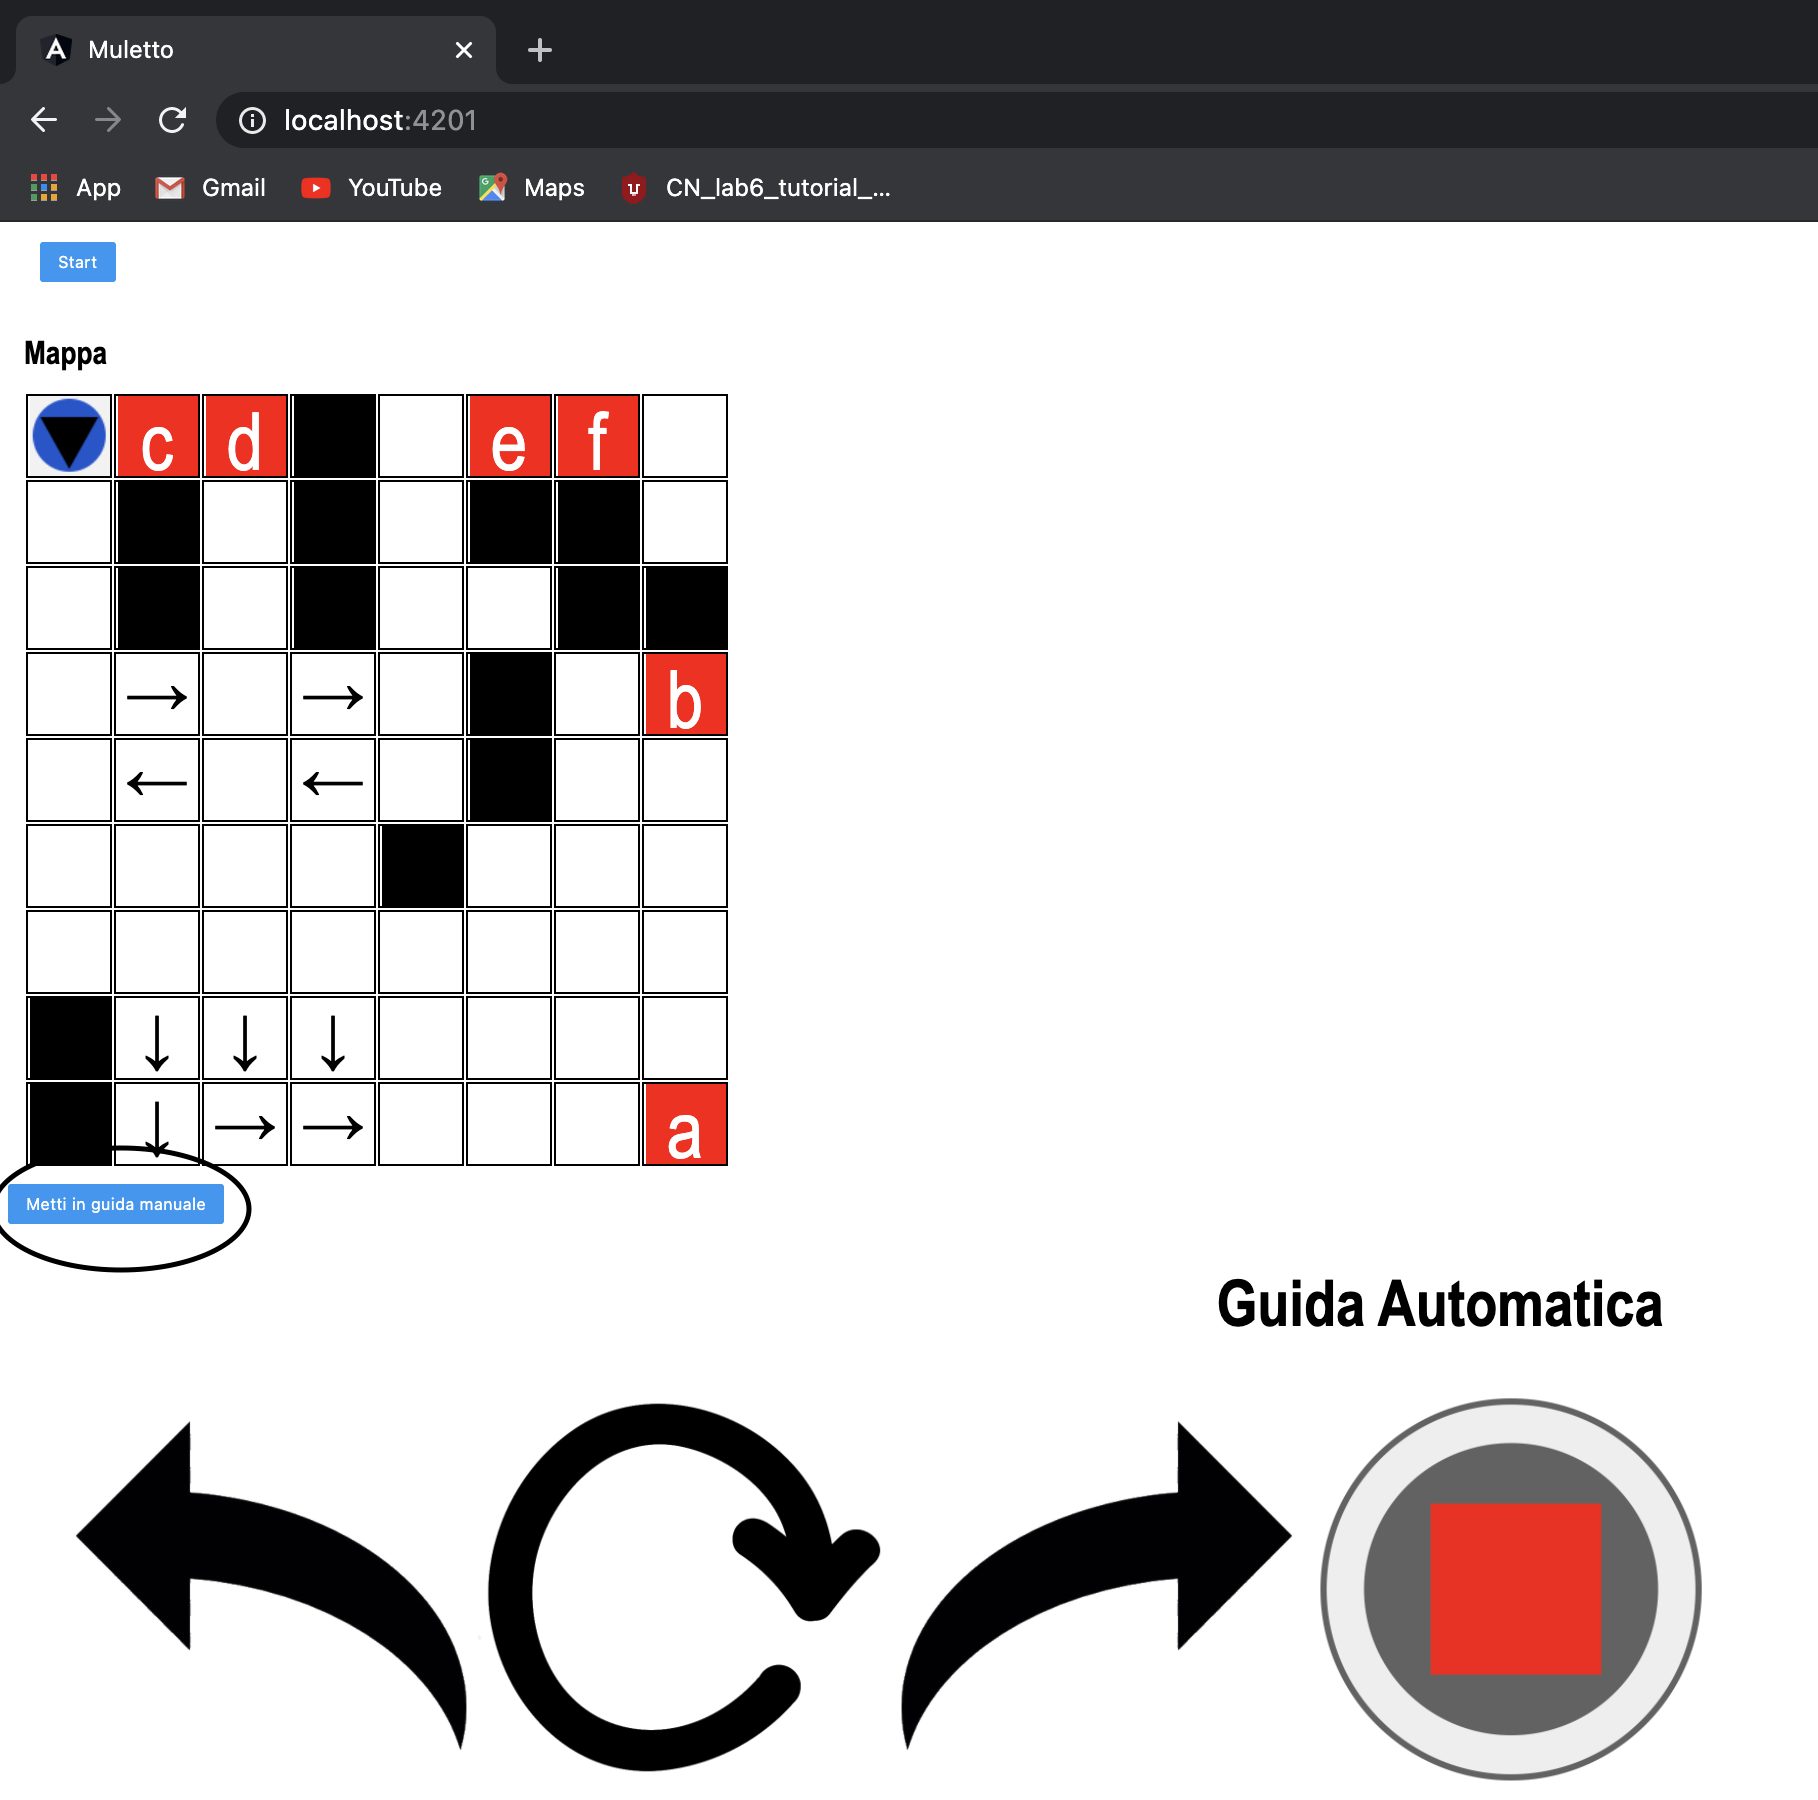 Muletto
localhost:4201
App Gmail YouTube Maps CN_lab6_tutorial_...
Start
Mappa
c d e f
→ → b
← ←
↓ ↓ ↓
↓ → → a
Metti in guida manuale
Guida Automatica